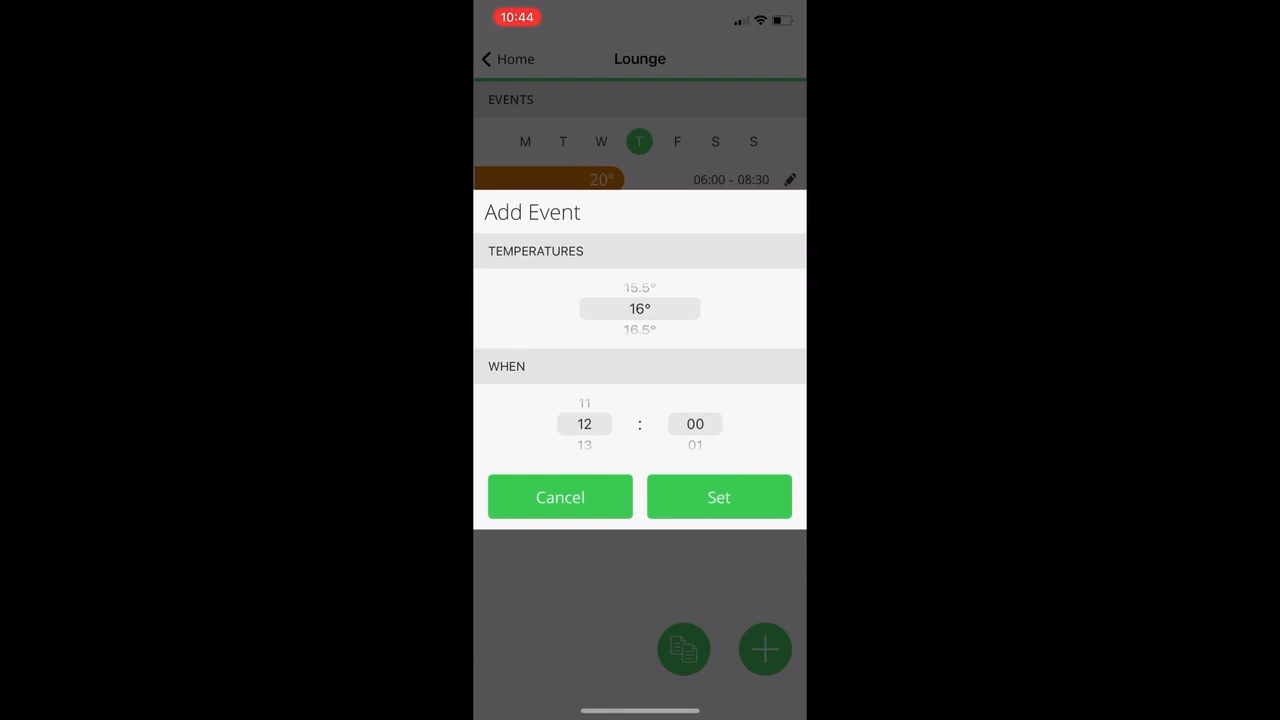 10:44
Home Lounge
EVENTS
M T W T F S S
20° 06:00 - 08:30
Add Event
TEMPERATURES
15.5°
16°
16.5°
WHEN
11
12 : 00
13 01
Cancel Set